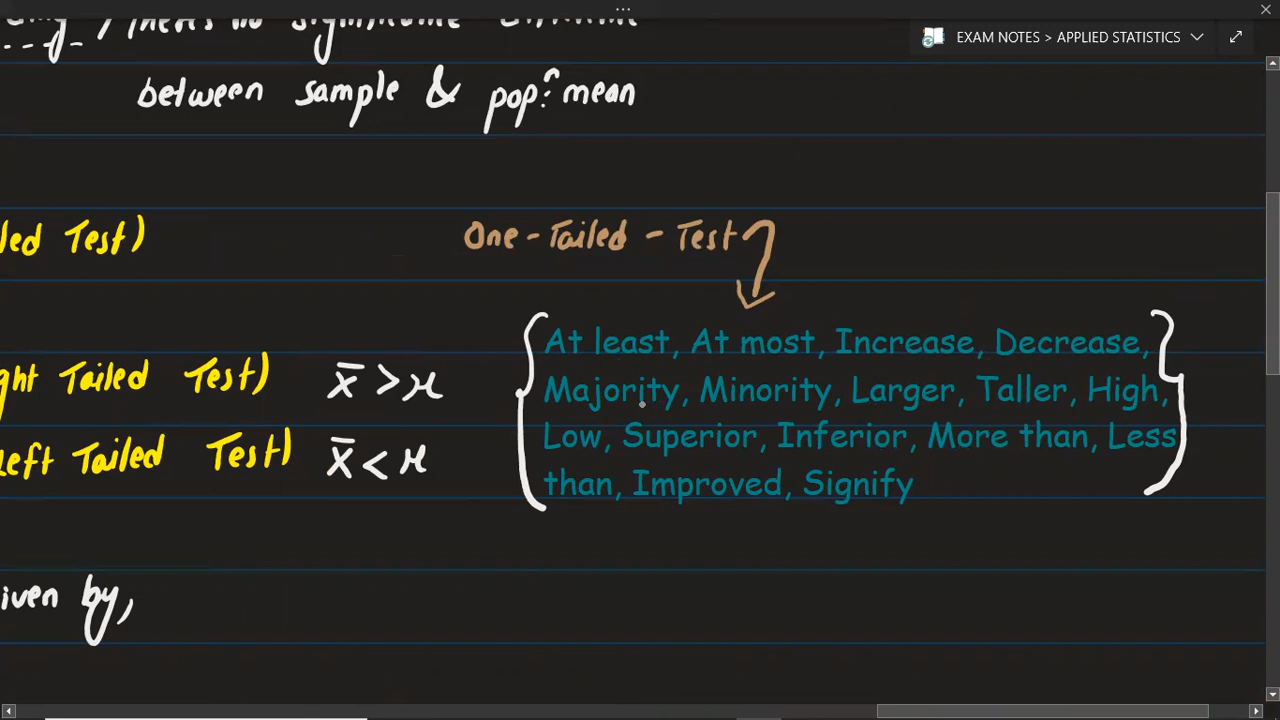 EXAM NOTES > APPLIED STATISTICS
between sample & popⁿ: mean
led Test)
One-Tailed-Test
At least, At most, Increase, Decrease,
ght Tailed Test) x̄ > μ
Majority, Minority, Larger, Taller, High,
Left Tailed Test) x̄ < μ
Low, Superior, Inferior, More than, Less
than, Improved, Signify
iven by,